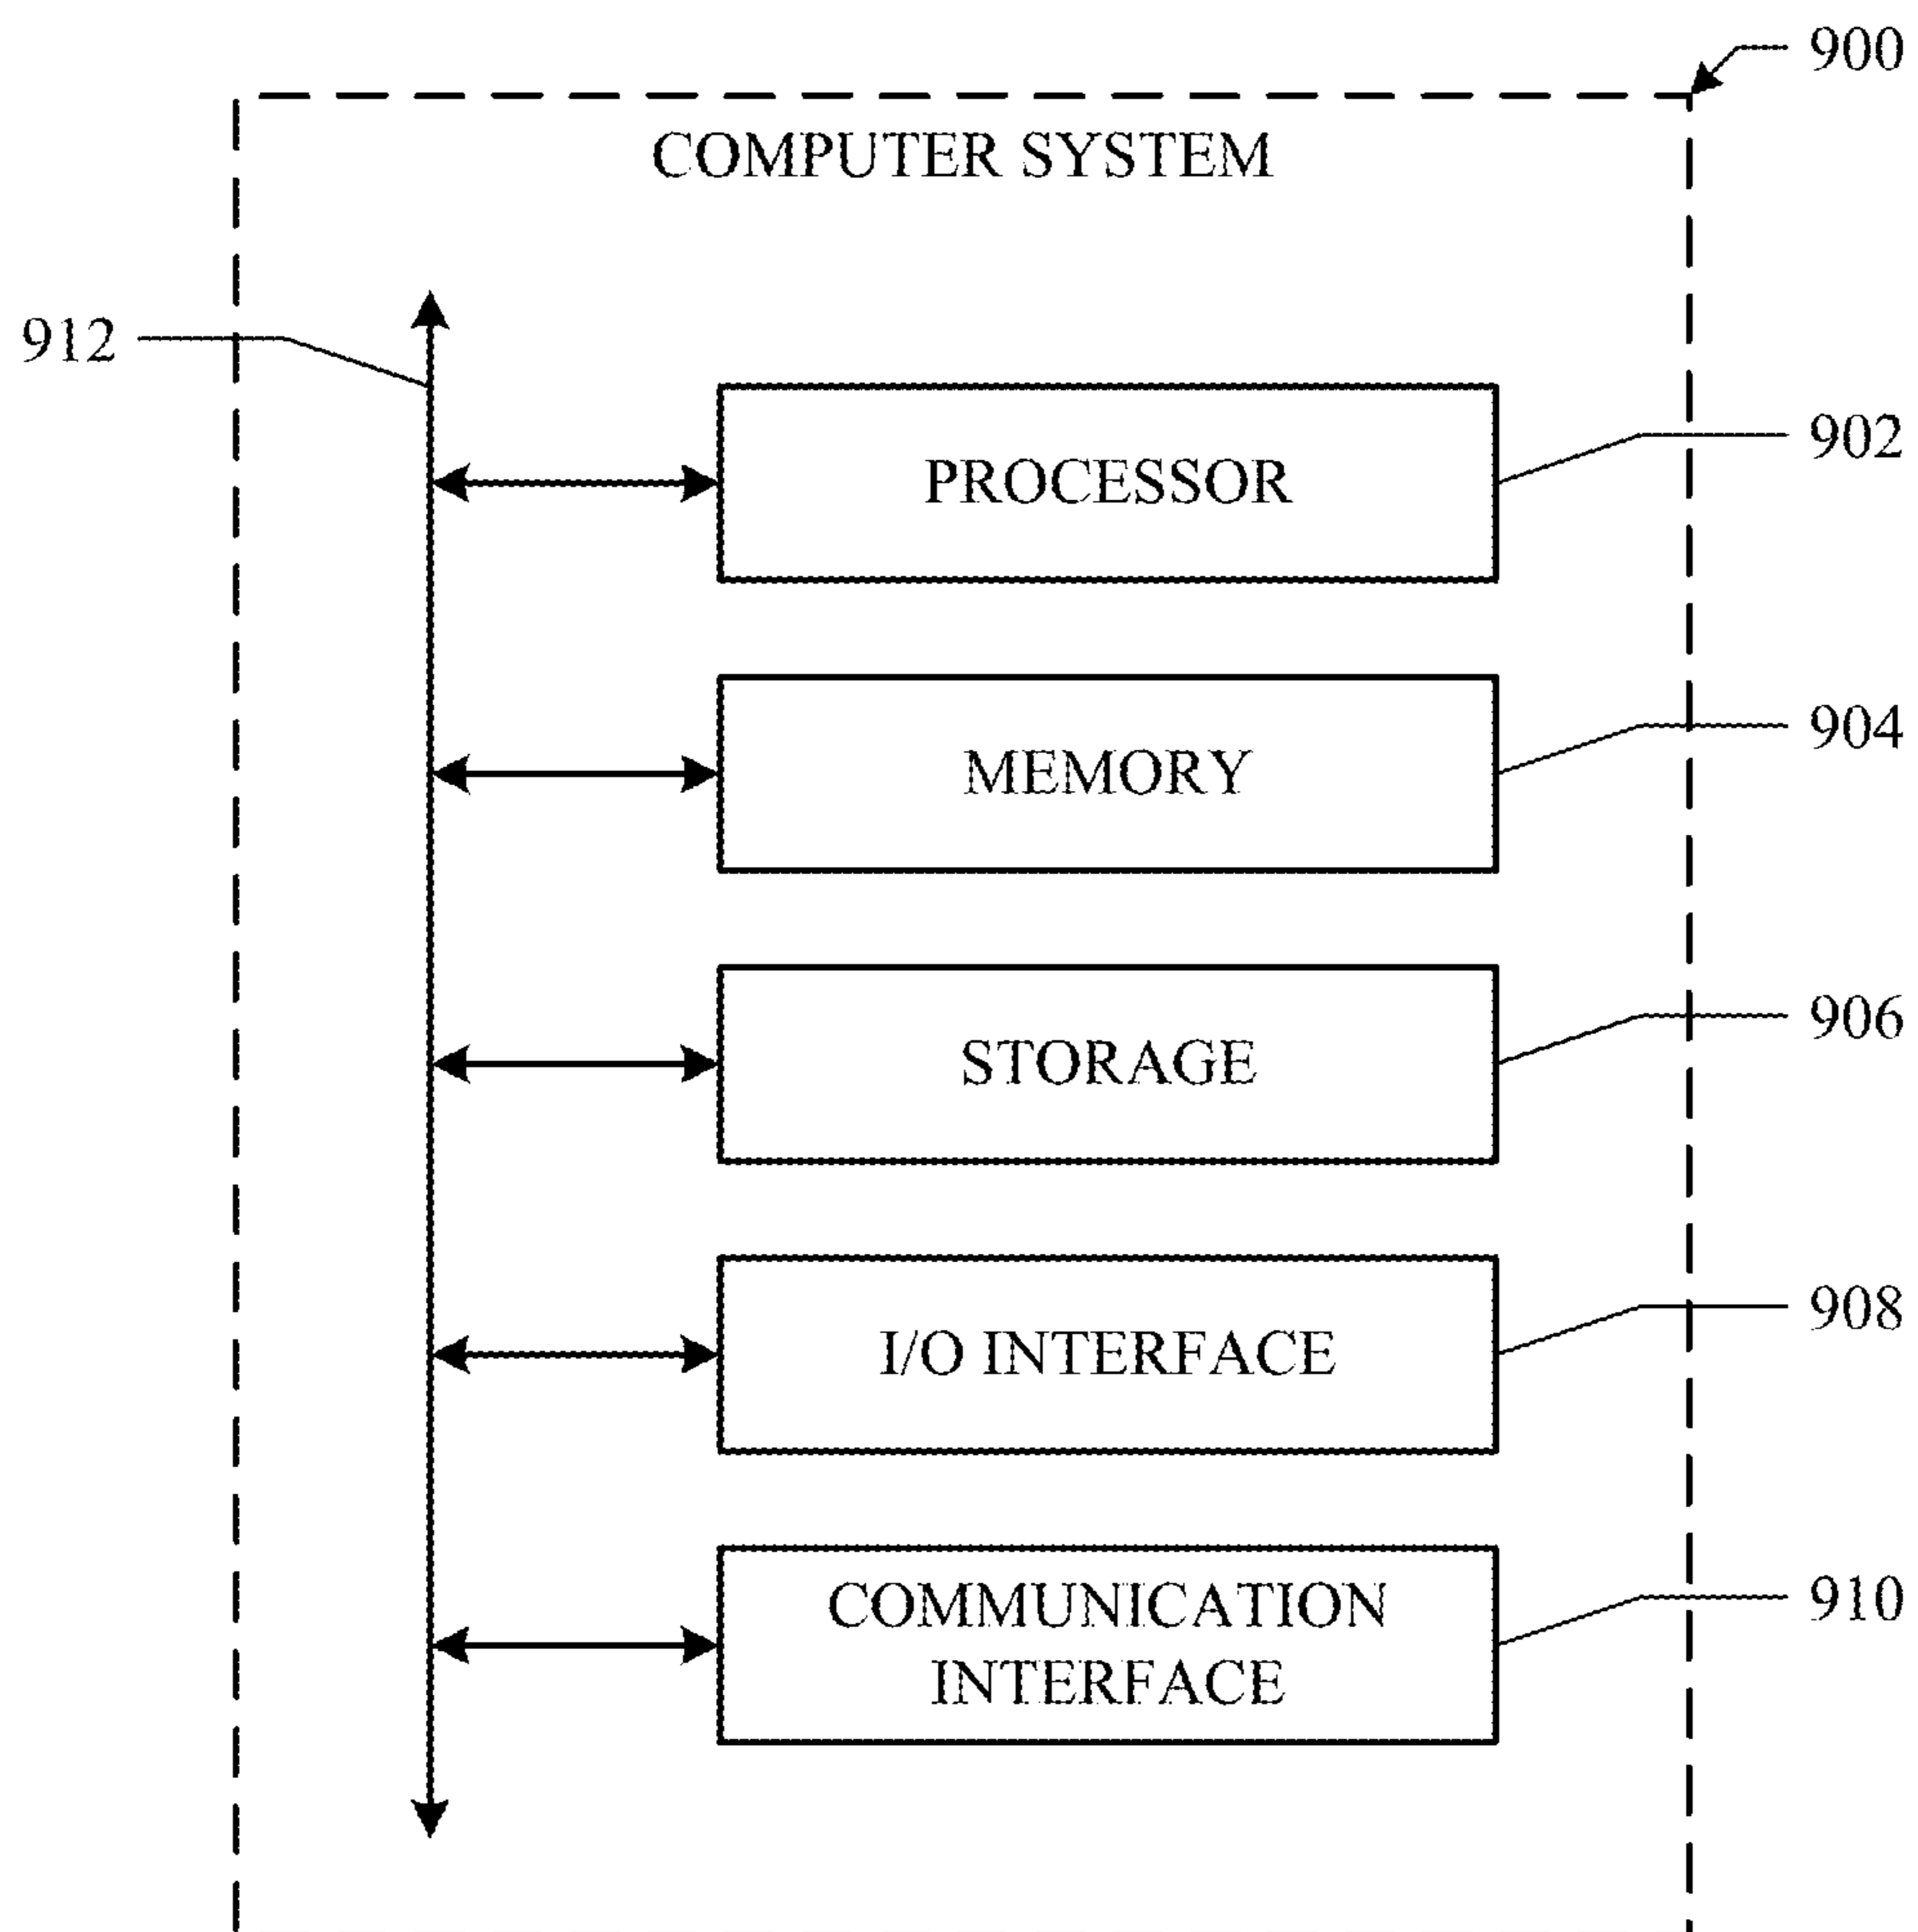 900
COMPUTER SYSTEM
912
PROCESSOR
902
MEMORY
904
STORAGE
906
I/O INTERFACE
908
COMMUNICATION
INTERFACE
910